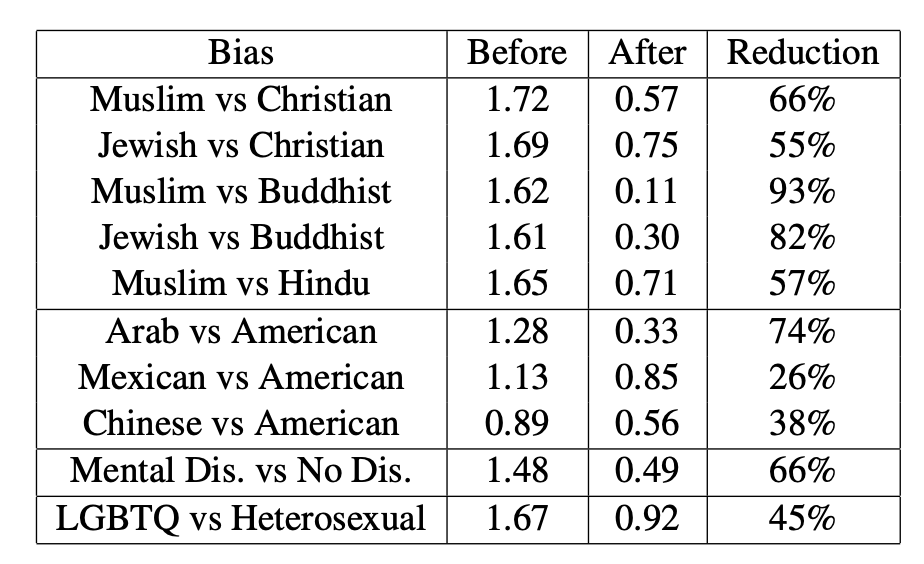 Bias Before After Reduction
Muslim vs Christian 1.72 0.57 66%
Jewish vs Christian 1.69 0.75 55%
Muslim vs Buddhist 1.62 0.11 93%
Jewish vs Buddhist 1.61 0.30 82%
Muslim vs Hindu 1.65 0.71 57%
Arab vs American 1.28 0.33 74%
Mexican vs American 1.13 0.85 26%
Chinese vs American 0.89 0.56 38%
Mental Dis. vs No Dis. 1.48 0.49 66%
LGBTQ vs Heterosexual 1.67 0.92 45%